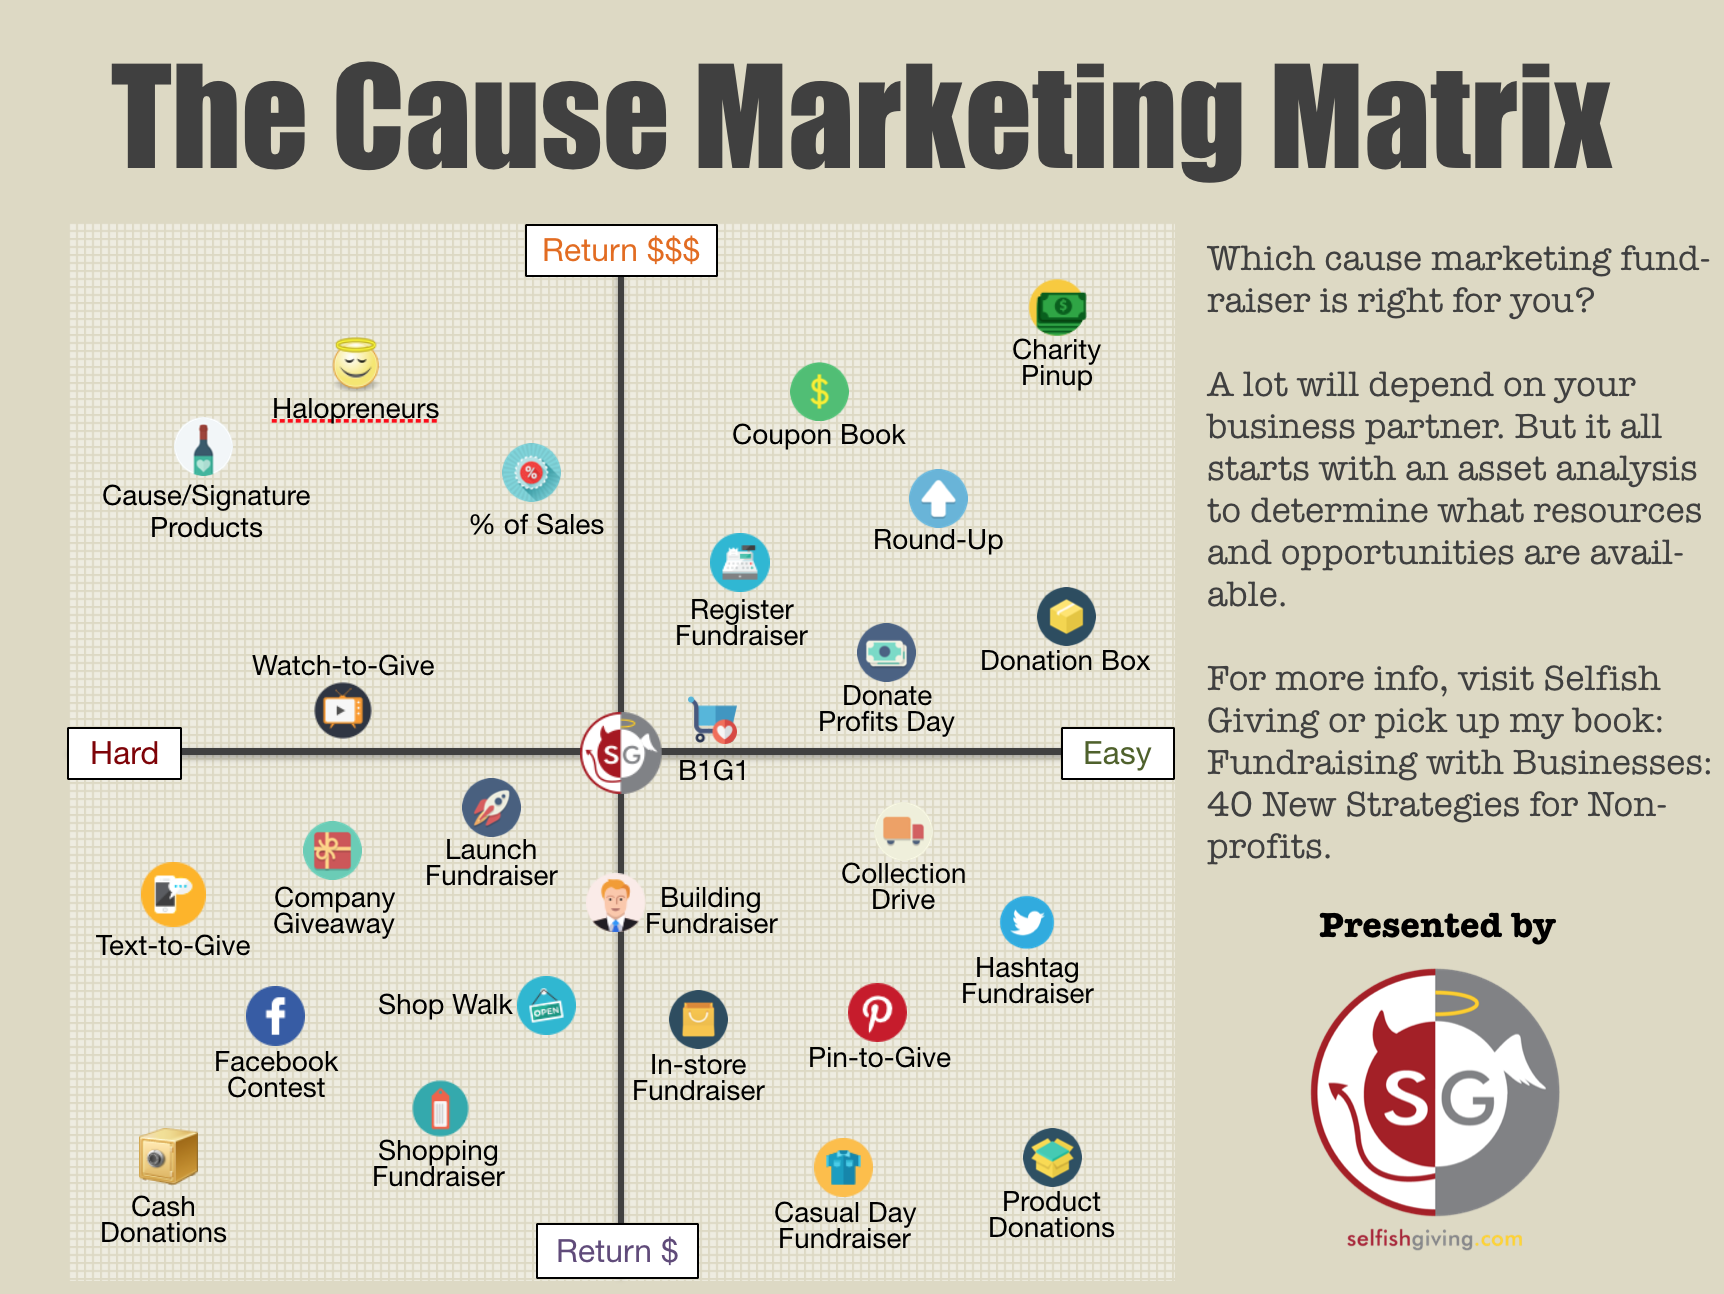 The Cause Marketing Matrix
Return $$$
Charity
Pinup
Halopreneurs
Coupon Book
Cause/Signature
Products
%
% of Sales
$
Round-Up
Register
Fundraiser
Watch-to-Give
Donation Box
Donate
Profits Day
Hard
SG
B1G1
Easy
Launch
Fundraiser
Company
Giveaway
Text-to-Give
Building
Fundraiser
Collection
Drive
Hashtag
Fundraiser
Facebook
Contest
Shop Walk
OPEN
In-store
Fundraiser
Pin-to-Give
Shopping
Fundraiser
Cash
Donations
Casual Day
Fundraiser
Product
Donations
Return $
Which cause marketing fund-
raiser is right for you?
A lot will depend on your
business partner. But it all
starts with an asset analysis
to determine what resources
and opportunities are avail-
able.
For more info, visit Selfish
Giving or pick up my book:
Fundraising with Businesses:
40 New Strategies for Non-
profits.
Presented by
SG
selfishgiving.com